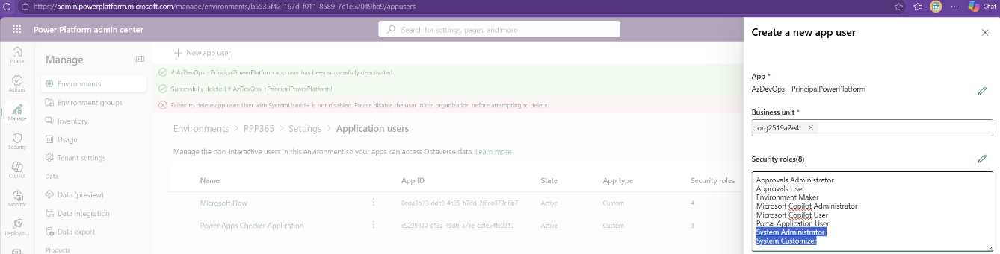 https://admin.powerplatform.microsoft.com/manage/environments/b5535f42-167d-f011-8589-7c1e52049ba9/appusers
Chat
Power Platform admin center
Search for settings, pages, and more
Create a new app user
Home
Actions
Manage
Security
Copilot
Monitor
Deploym...
Manage
Environments
Environment groups
Inventory
Usage
Tenant settings
Data
Data (preview)
Data integration
Data export
Products
New app user
# AzDevOps - PrincipalPowerPlatform app user has been successfully deactivated.
Successfully deleted # AzDevOps - PrincipalPowerPlatform!
Failed to delete app user. User with SystemUserId= is not disabled. Please disable the user in the organization before attempting to delete.
Environments > PPP365 > Settings > Application users
Manage the non-interactive users in this environment so your apps can access Dataverse data. Learn more
Name App ID State App type Security roles
Microsoft Flow 0eda3b13-ddc9-4c25-b7dd-2f6ea073d6b7 Active Custom 4
Power Apps Checker Application c9299480-c13a-49db-a7ae-cdfe54fe0313 Active Custom 3
App *
AzDevOps - PrincipalPowerPlatform
Business unit *
org2519a2e4
Security roles(8)
Approvals Administrator
Approvals User
Environment Maker
Microsoft Copilot Administrator
Microsoft Copilot User
Portal Application User
System Administrator
System Customizer